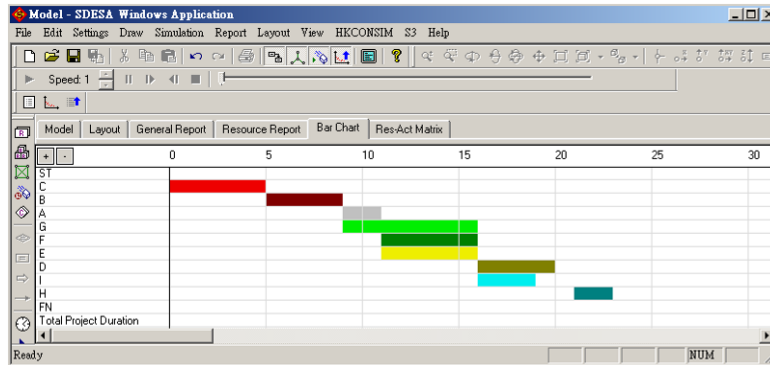 Model - SDESA Windows Application
File Edit Settings Draw Simulation Report Layout View HKCONSIM S3 Help
Speed: 1
Model Layout General Report Resource Report Bar Chart Res-Act Matrix
+ - 0 5 10 15 20 25 30
ST
C
B
A
G
F
E
D
I
H
FN
Total Project Duration
Ready NUM